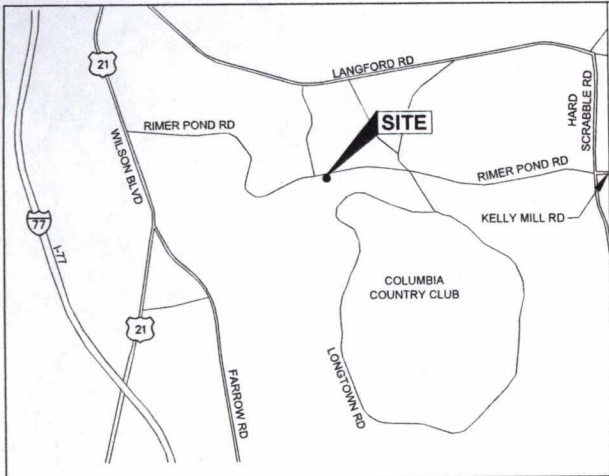 21
LANGFORD RD
RIMER POND RD
SITE
HARD
SCRABBLE RD
WILSON BLVD
RIMER POND RD
KELLY MILL RD
77
I-77
COLUMBIA
COUNTRY CLUB
21
FARROW RD
LONGTOWN RD